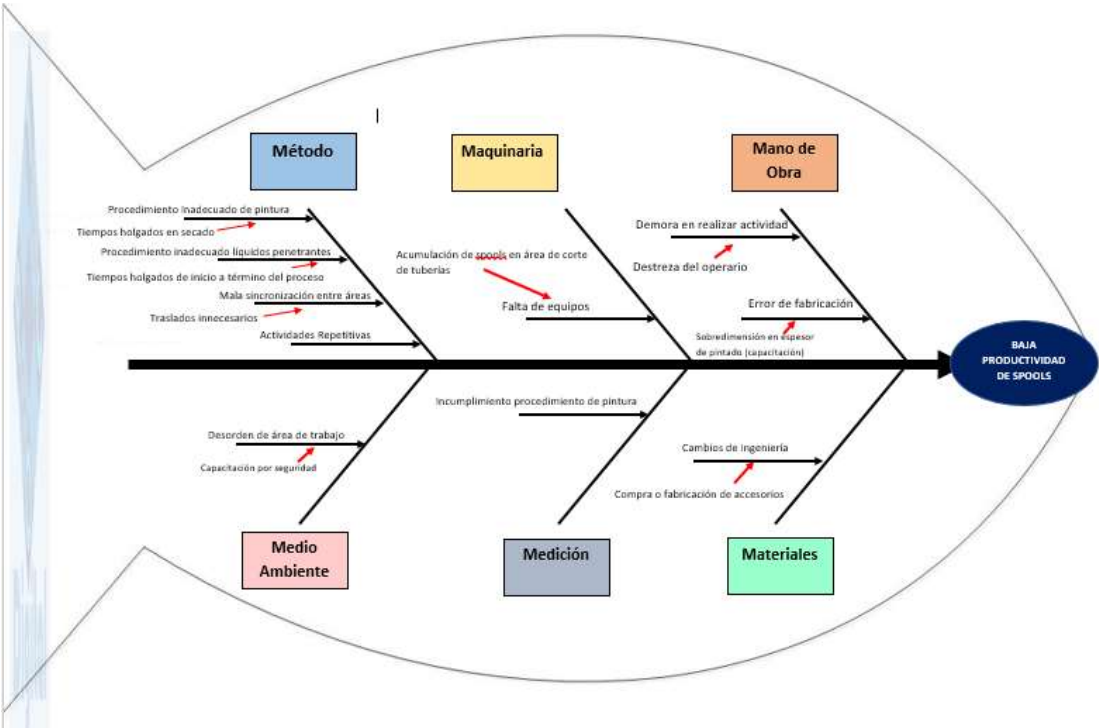 Método
Maquinaria
Mano de
Obra
Procedimiento Inadecuado de pintura
Tiempos holgados en secado
Procedimiento inadecuado líquidos penetrantes
Tiempos holgados de inicio a término del proceso
Mala sincronización entre áreas
Traslados innecesarios
Actividades Repetitivas
Acumulación de spools en área de corte
de tuberías
Falta de equipos
Demora en realizar actividad
Destreza del operario
Error de fabricación
Sobredimensión en espesor
de pintado (capacitación)
BAJA
PRODUCTIVIDAD
DE SPOOLS
Desorden de área de trabajo
Capacitación por seguridad
Incumplimiento procedimiento de pintura
Cambios de Ingeniería
Compra o fabricación de accesorios
Medio
Ambiente
Medición
Materiales